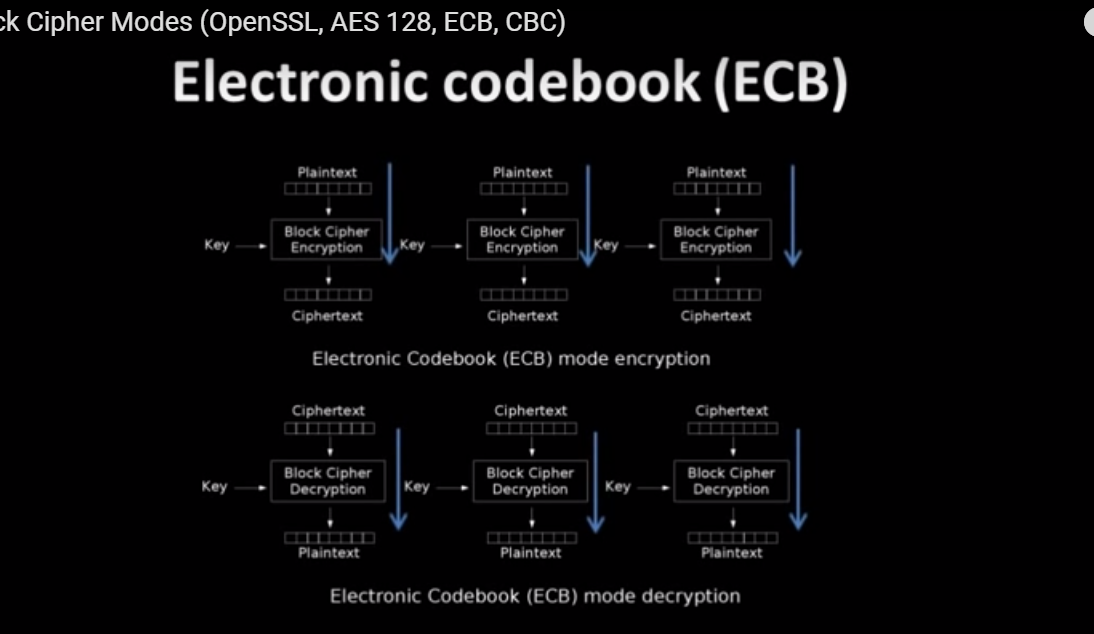 ck Cipher Modes (OpenSSL, AES 128, ECB, CBC)
Electronic codebook (ECB)
Plaintext Plaintext Plaintext
Key Block Cipher Encryption Key Block Cipher Encryption Key Block Cipher Encryption
Ciphertext Ciphertext Ciphertext
Electronic Codebook (ECB) mode encryption
Ciphertext Ciphertext Ciphertext
Key Block Cipher Decryption Key Block Cipher Decryption Key Block Cipher Decryption
Plaintext Plaintext Plaintext
Electronic Codebook (ECB) mode decryption